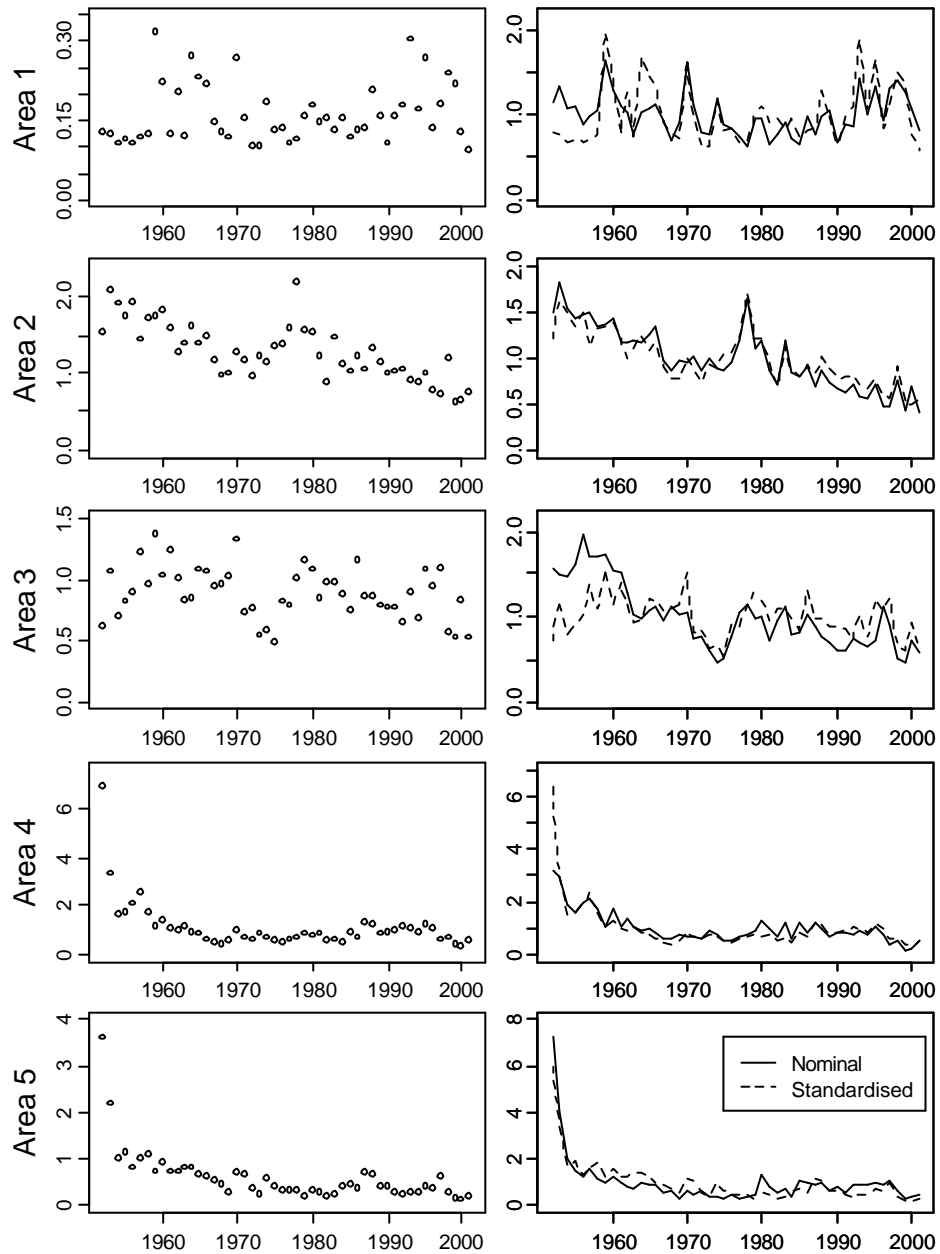 Area 1
0.00 0.15 0.30
1960 1970 1980 1990 2000
0.0 1.0 2.0
1960 1970 1980 1990 2000
Area 2
0.0 1.0 2.0
1960 1970 1980 1990 2000
0.0 0.5 1.0 1.5 2.0
1960 1970 1980 1990 2000
Area 3
0.0 0.5 1.0 1.5
1960 1970 1980 1990 2000
0.0 1.0 2.0
1960 1970 1980 1990 2000
Area 4
0 2 4 6
1960 1970 1980 1990 2000
0 2 4 6
1960 1970 1980 1990 2000
Area 5
0 1 2 3 4
1960 1970 1980 1990 2000
0 2 4 6 8
Nominal
Standardised
1960 1970 1980 1990 2000